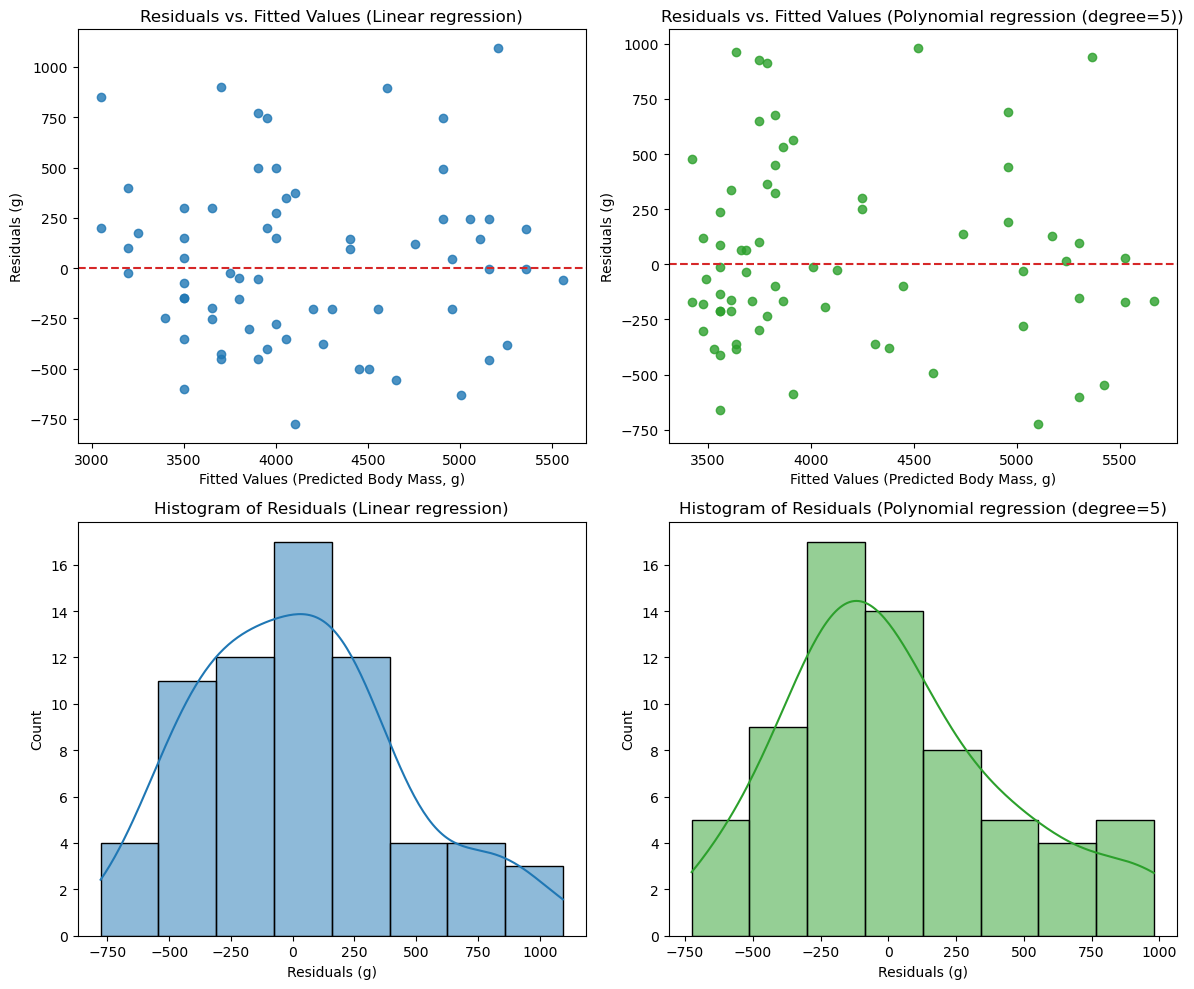 Residuals vs. Fitted Values (Linear regression)
Residuals (g)
1000
750
500
250
0
−250
−500
−750
3000 3500 4000 4500 5000 5500
Fitted Values (Predicted Body Mass, g)
Residuals vs. Fitted Values (Polynomial regression (degree=5))
Residuals (g)
1000
750
500
250
0
−250
−500
−750
3500 4000 4500 5000 5500
Fitted Values (Predicted Body Mass, g)
Histogram of Residuals (Linear regression)
Count
16
14
12
10
8
6
4
2
0
−750 −500 −250 0 250 500 750 1000
Residuals (g)
Histogram of Residuals (Polynomial regression (degree=5)
Count
16
14
12
10
8
6
4
2
0
−750 −500 −250 0 250 500 750 1000
Residuals (g)